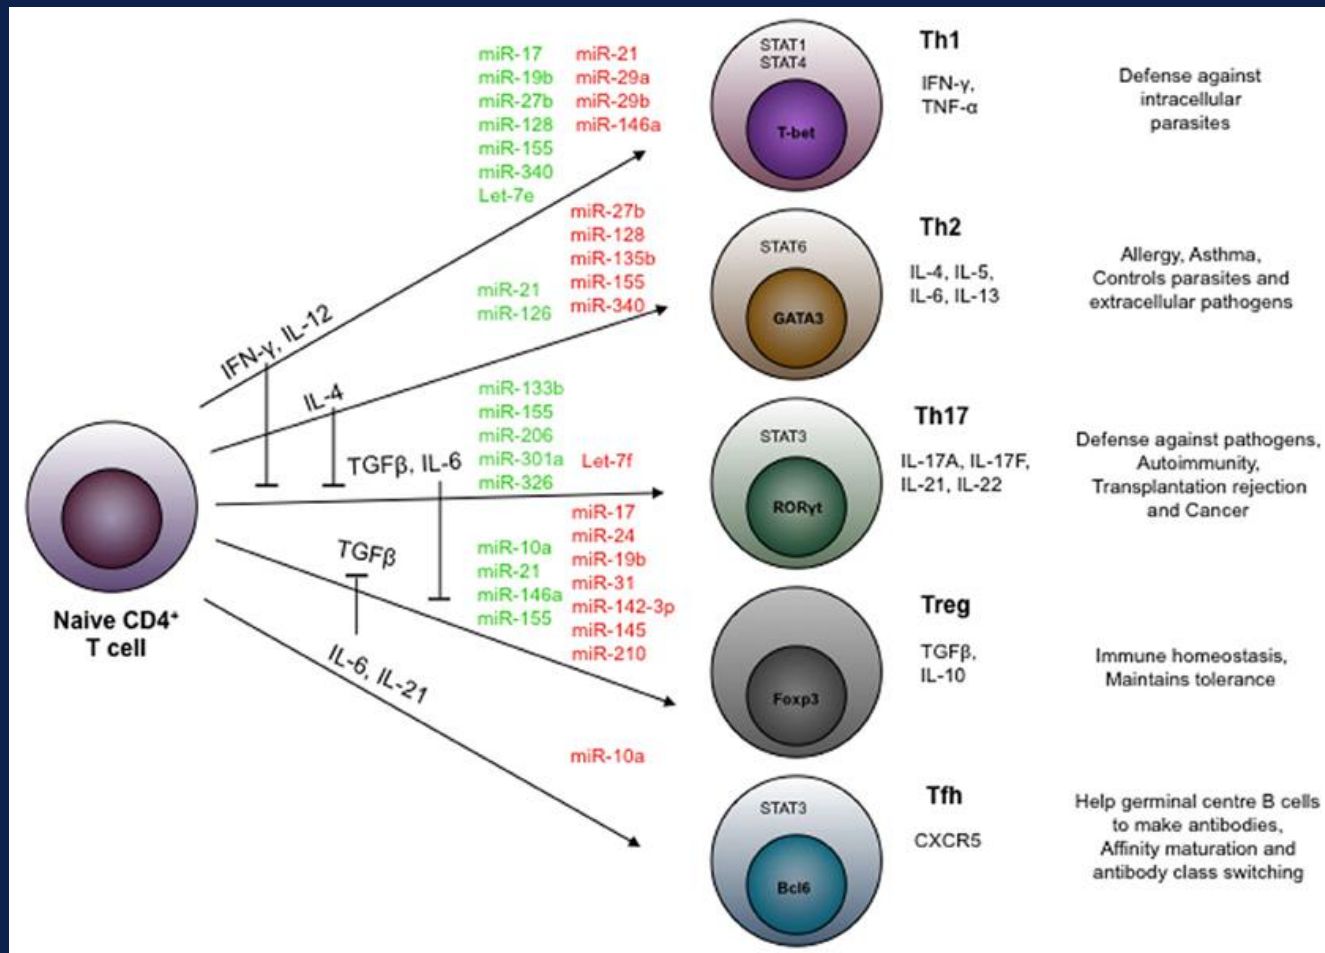 miR-17
miR-19b
miR-27b
miR-128
miR-155
miR-340
Let-7e
miR-21
miR-29a
miR-29b
miR-146a
STAT1
STAT4
T-bet
Th1
IFN-γ,
TNF-α
Defense against
intracellular
parasites
IFN-γ, IL-12
miR-21
miR-126
miR-27b
miR-128
miR-135b
miR-155
miR-340
STAT6
GATA3
Th2
IL-4, IL-5,
IL-6, IL-13
Allergy, Asthma,
Controls parasites and
extracellular pathogens
IL-4
miR-133b
miR-155
miR-206
miR-301a
miR-326
Let-7f
STAT3
RORγt
Th17
IL-17A, IL-17F,
IL-21, IL-22
Defense against pathogens,
Autoimmunity,
Transplantation rejection
and Cancer
TGFβ, IL-6
Naive CD4⁺
T cell
TGFβ
miR-10a
miR-21
miR-146a
miR-155
miR-17
miR-24
miR-19b
miR-31
miR-142-3p
miR-145
miR-210
Foxp3
Treg
TGFβ,
IL-10
Immune homeostasis,
Maintains tolerance
IL-6, IL-21
miR-10a
STAT3
Bcl6
Tfh
CXCR5
Help germinal centre B cells
to make antibodies,
Affinity maturation and
antibody class switching